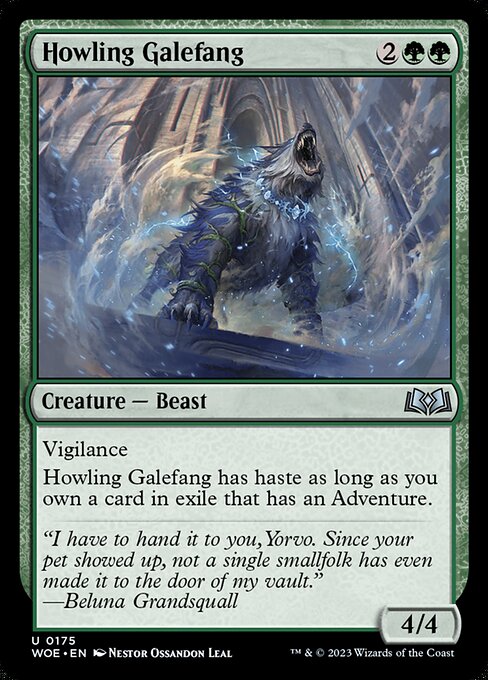 Howling Galefang 2
Creature — Beast
Vigilance
Howling Galefang has haste as long as you
own a card in exile that has an Adventure.
“I have to hand it to you, Yorvo. Since your
pet showed up, not a single smallfolk has even
made it to the door of my vault.”
—Beluna Grandsquall
4/4
U 0175
WOE • EN Nestor Ossandon Leal
™ & © 2023 Wizards of the Coast